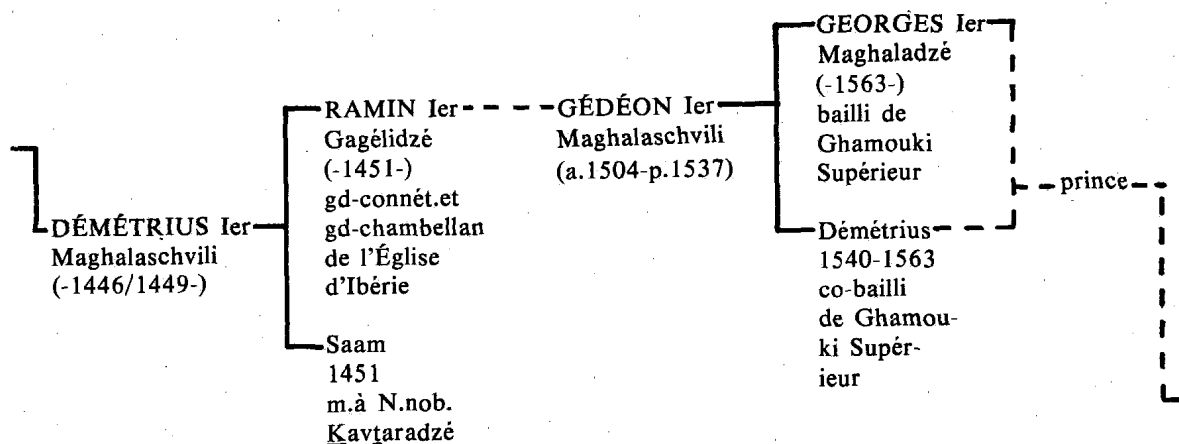 DÉMÉTRIUS Ier
Maghalaschvili
(-1446/1449-)
RAMIN Ier
Gagélidzé
(-1451-)
gd-connét.et
gd-chambellan
de l'Église
d'Ibérie
Saam
1451
m.à N.nob.
Kavtaradzé
GÉDÉON Ier
Maghalaschvili
(a.1504-p.1537)
GEORGES Ier
Maghaladzé
(-1563-)
bailli de
Ghamouki
Supérieur
Démétrius
1540-1563
co-bailli
de Ghamou-
ki Supér-
ieur
prince